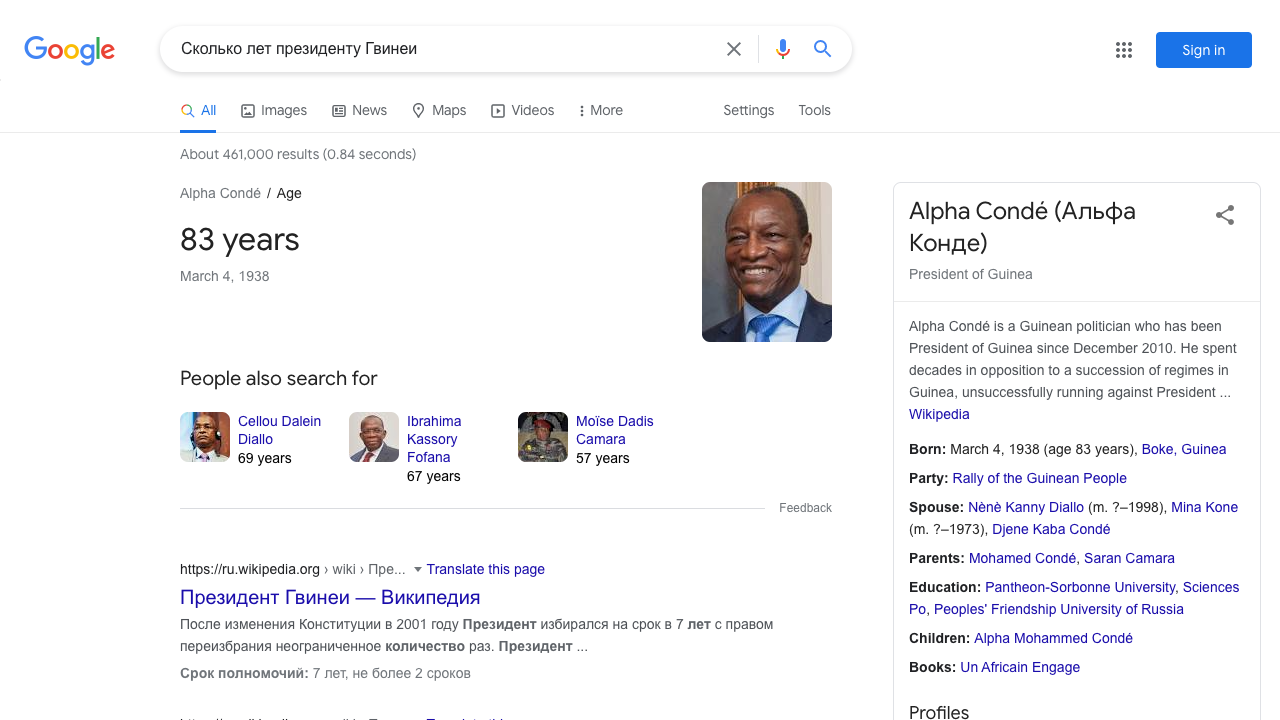 Google
Сколько лет президенту Гвинеи
Sign in
All
Images
News
Maps
Videos
More
Settings
Tools
About 461,000 results (0.84 seconds)
Alpha Condé / Age
83 years
March 4, 1938
People also search for
Cellou Dalein
Diallo
69 years
Ibrahima
Kassory
Fofana
67 years
Moïse Dadis
Camara
57 years
Feedback
https://ru.wikipedia.org › wiki › Пре... Translate this page
Президент Гвинеи — Википедия
После изменения Конституции в 2001 году Президент избирался на срок в 7 лет с правом
переизбрания неограниченное количество раз. Президент ...
Срок полномочий: 7 лет, не более 2 сроков
Alpha Condé (Альфа
Конде)
President of Guinea
Alpha Condé is a Guinean politician who has been
President of Guinea since December 2010. He spent
decades in opposition to a succession of regimes in
Guinea, unsuccessfully running against President ...
Wikipedia
Born: March 4, 1938 (age 83 years), Boke, Guinea
Party: Rally of the Guinean People
Spouse: Nènè Kanny Diallo (m. ?–1998), Mina Kone
(m. ?–1973), Djene Kaba Condé
Parents: Mohamed Condé, Saran Camara
Education: Pantheon-Sorbonne University, Sciences
Po, Peoples' Friendship University of Russia
Children: Alpha Mohammed Condé
Books: Un Africain Engage
Profiles